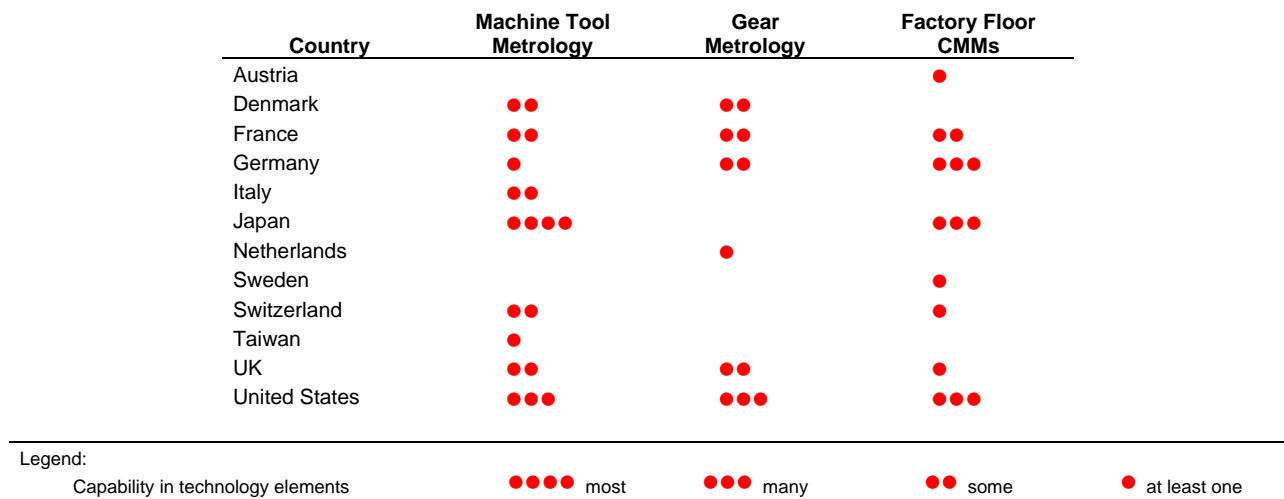 Country Machine Tool Metrology Gear Metrology Factory Floor CMMs
Austria ●
Denmark ●● ●●
France ●● ●● ●●
Germany ● ●● ●●●
Italy ●●
Japan ●●●● ●●●
Netherlands ●
Sweden ●
Switzerland ●● ●
Taiwan ●
UK ●● ●● ●
United States ●●● ●●● ●●●
Legend:
Capability in technology elements ●●●● most ●●● many ●● some ● at least one